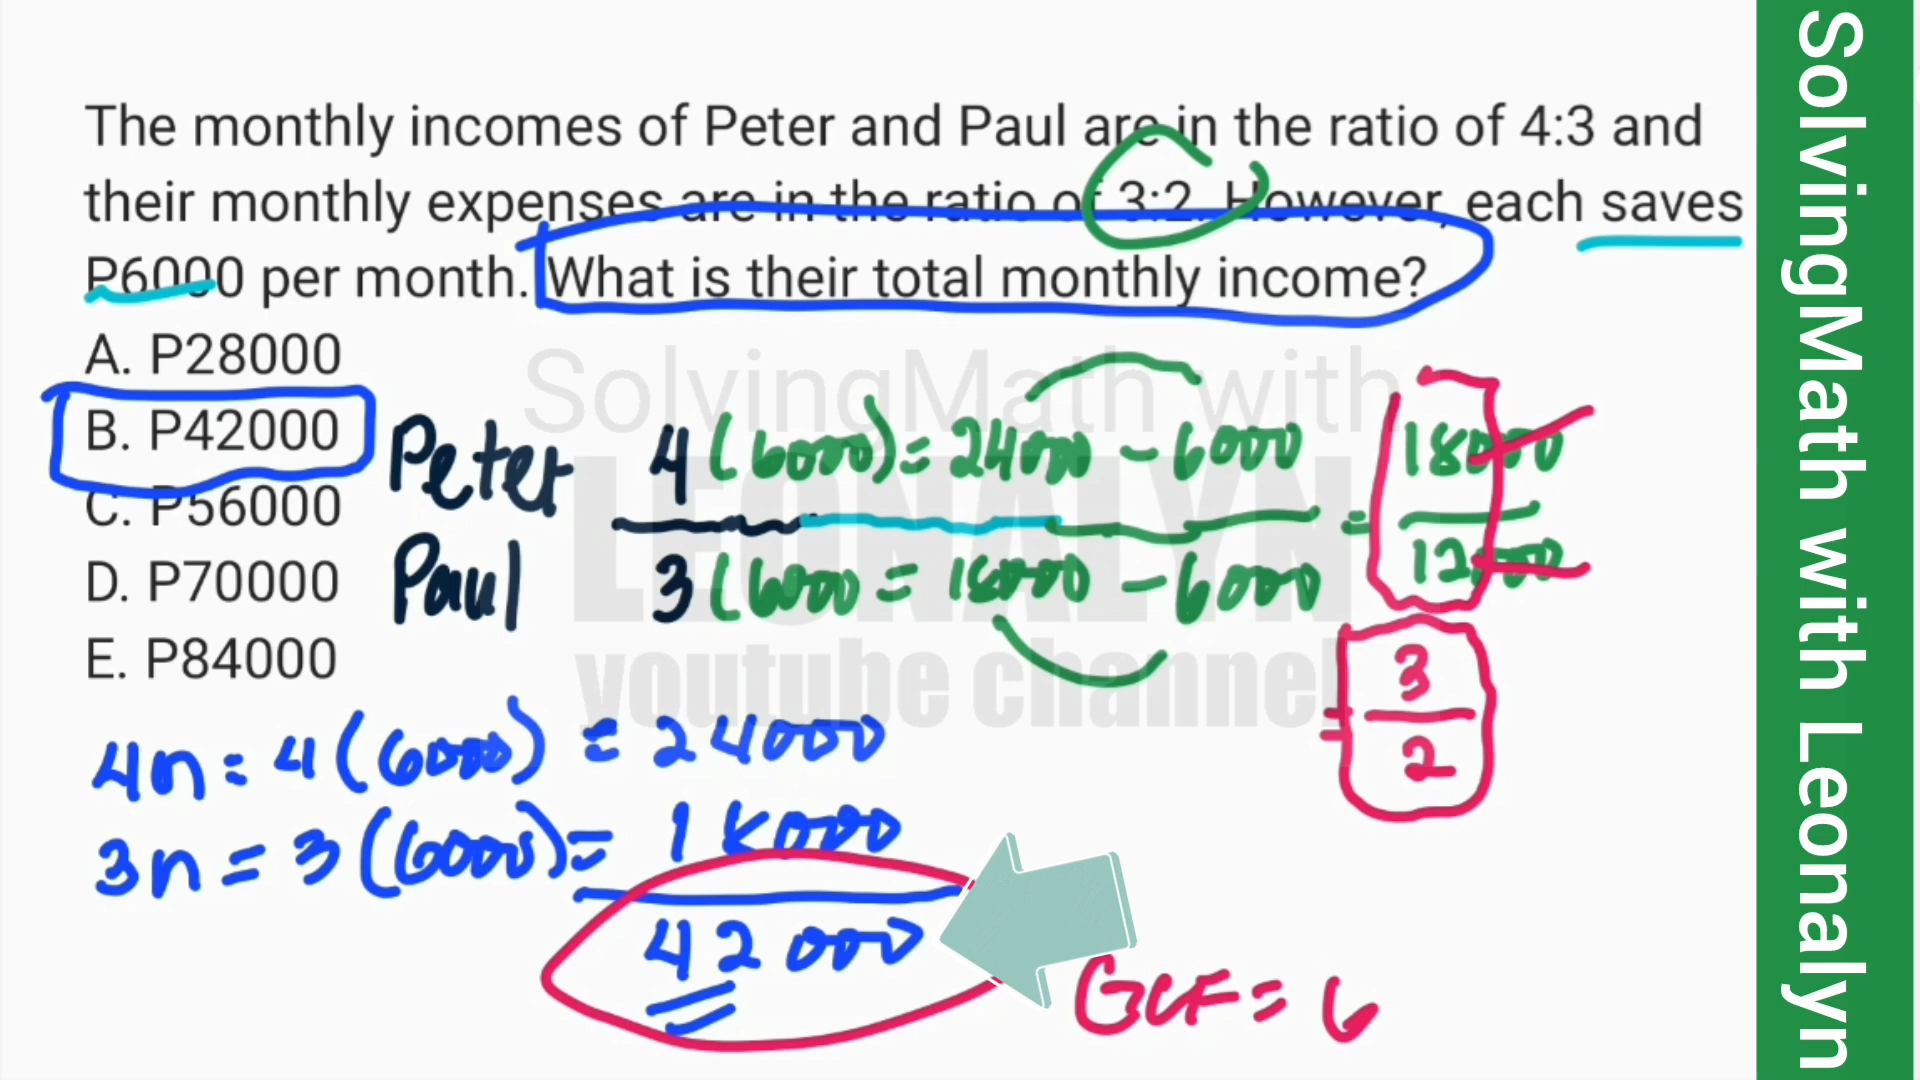 The monthly incomes of Peter and Paul are in the ratio of 4:3 and
their monthly expenses are in the ratio of 3:2. However, each saves
P6000 per month. What is their total monthly income?
A. P28000
B. P42000
C. P56000
D. P70000
E. P84000
SolvingMath with
LEONALYN
youtube channel
Peter 4 (6000) = 24000 - 6000 = 18000
Paul 3 (6000 = 18000 - 6000 12000
= 3
2
4n = 4 (6000) = 24000
3n = 3 (6000) = 18000
42 000
GCF = 6
SolvingMath with Leonalyn